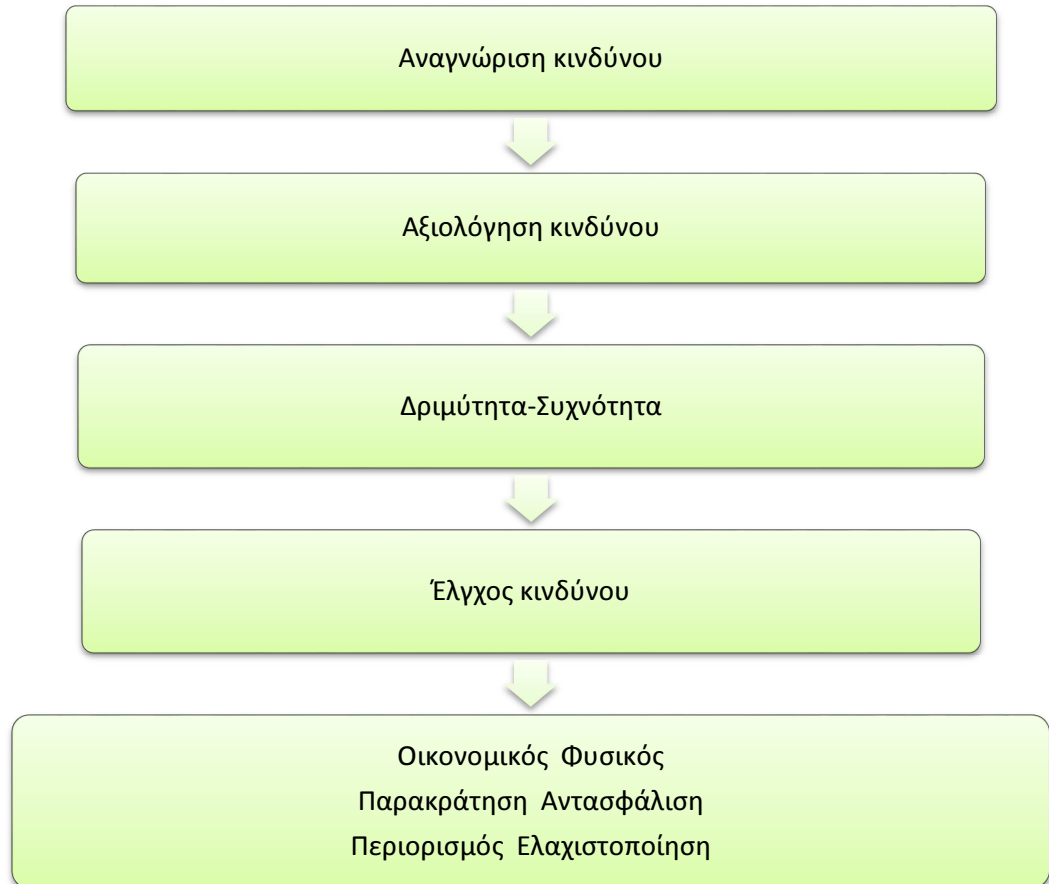 Αναγνώριση κινδύνου
Αξιολόγηση κινδύνου
Δριμύτητα-Συχνότητα
Έλγχος κινδύνου
Οικονομικός Φυσικός
Παρακράτηση Αντασφάλιση
Περιορισμός Ελαχιστοποίηση